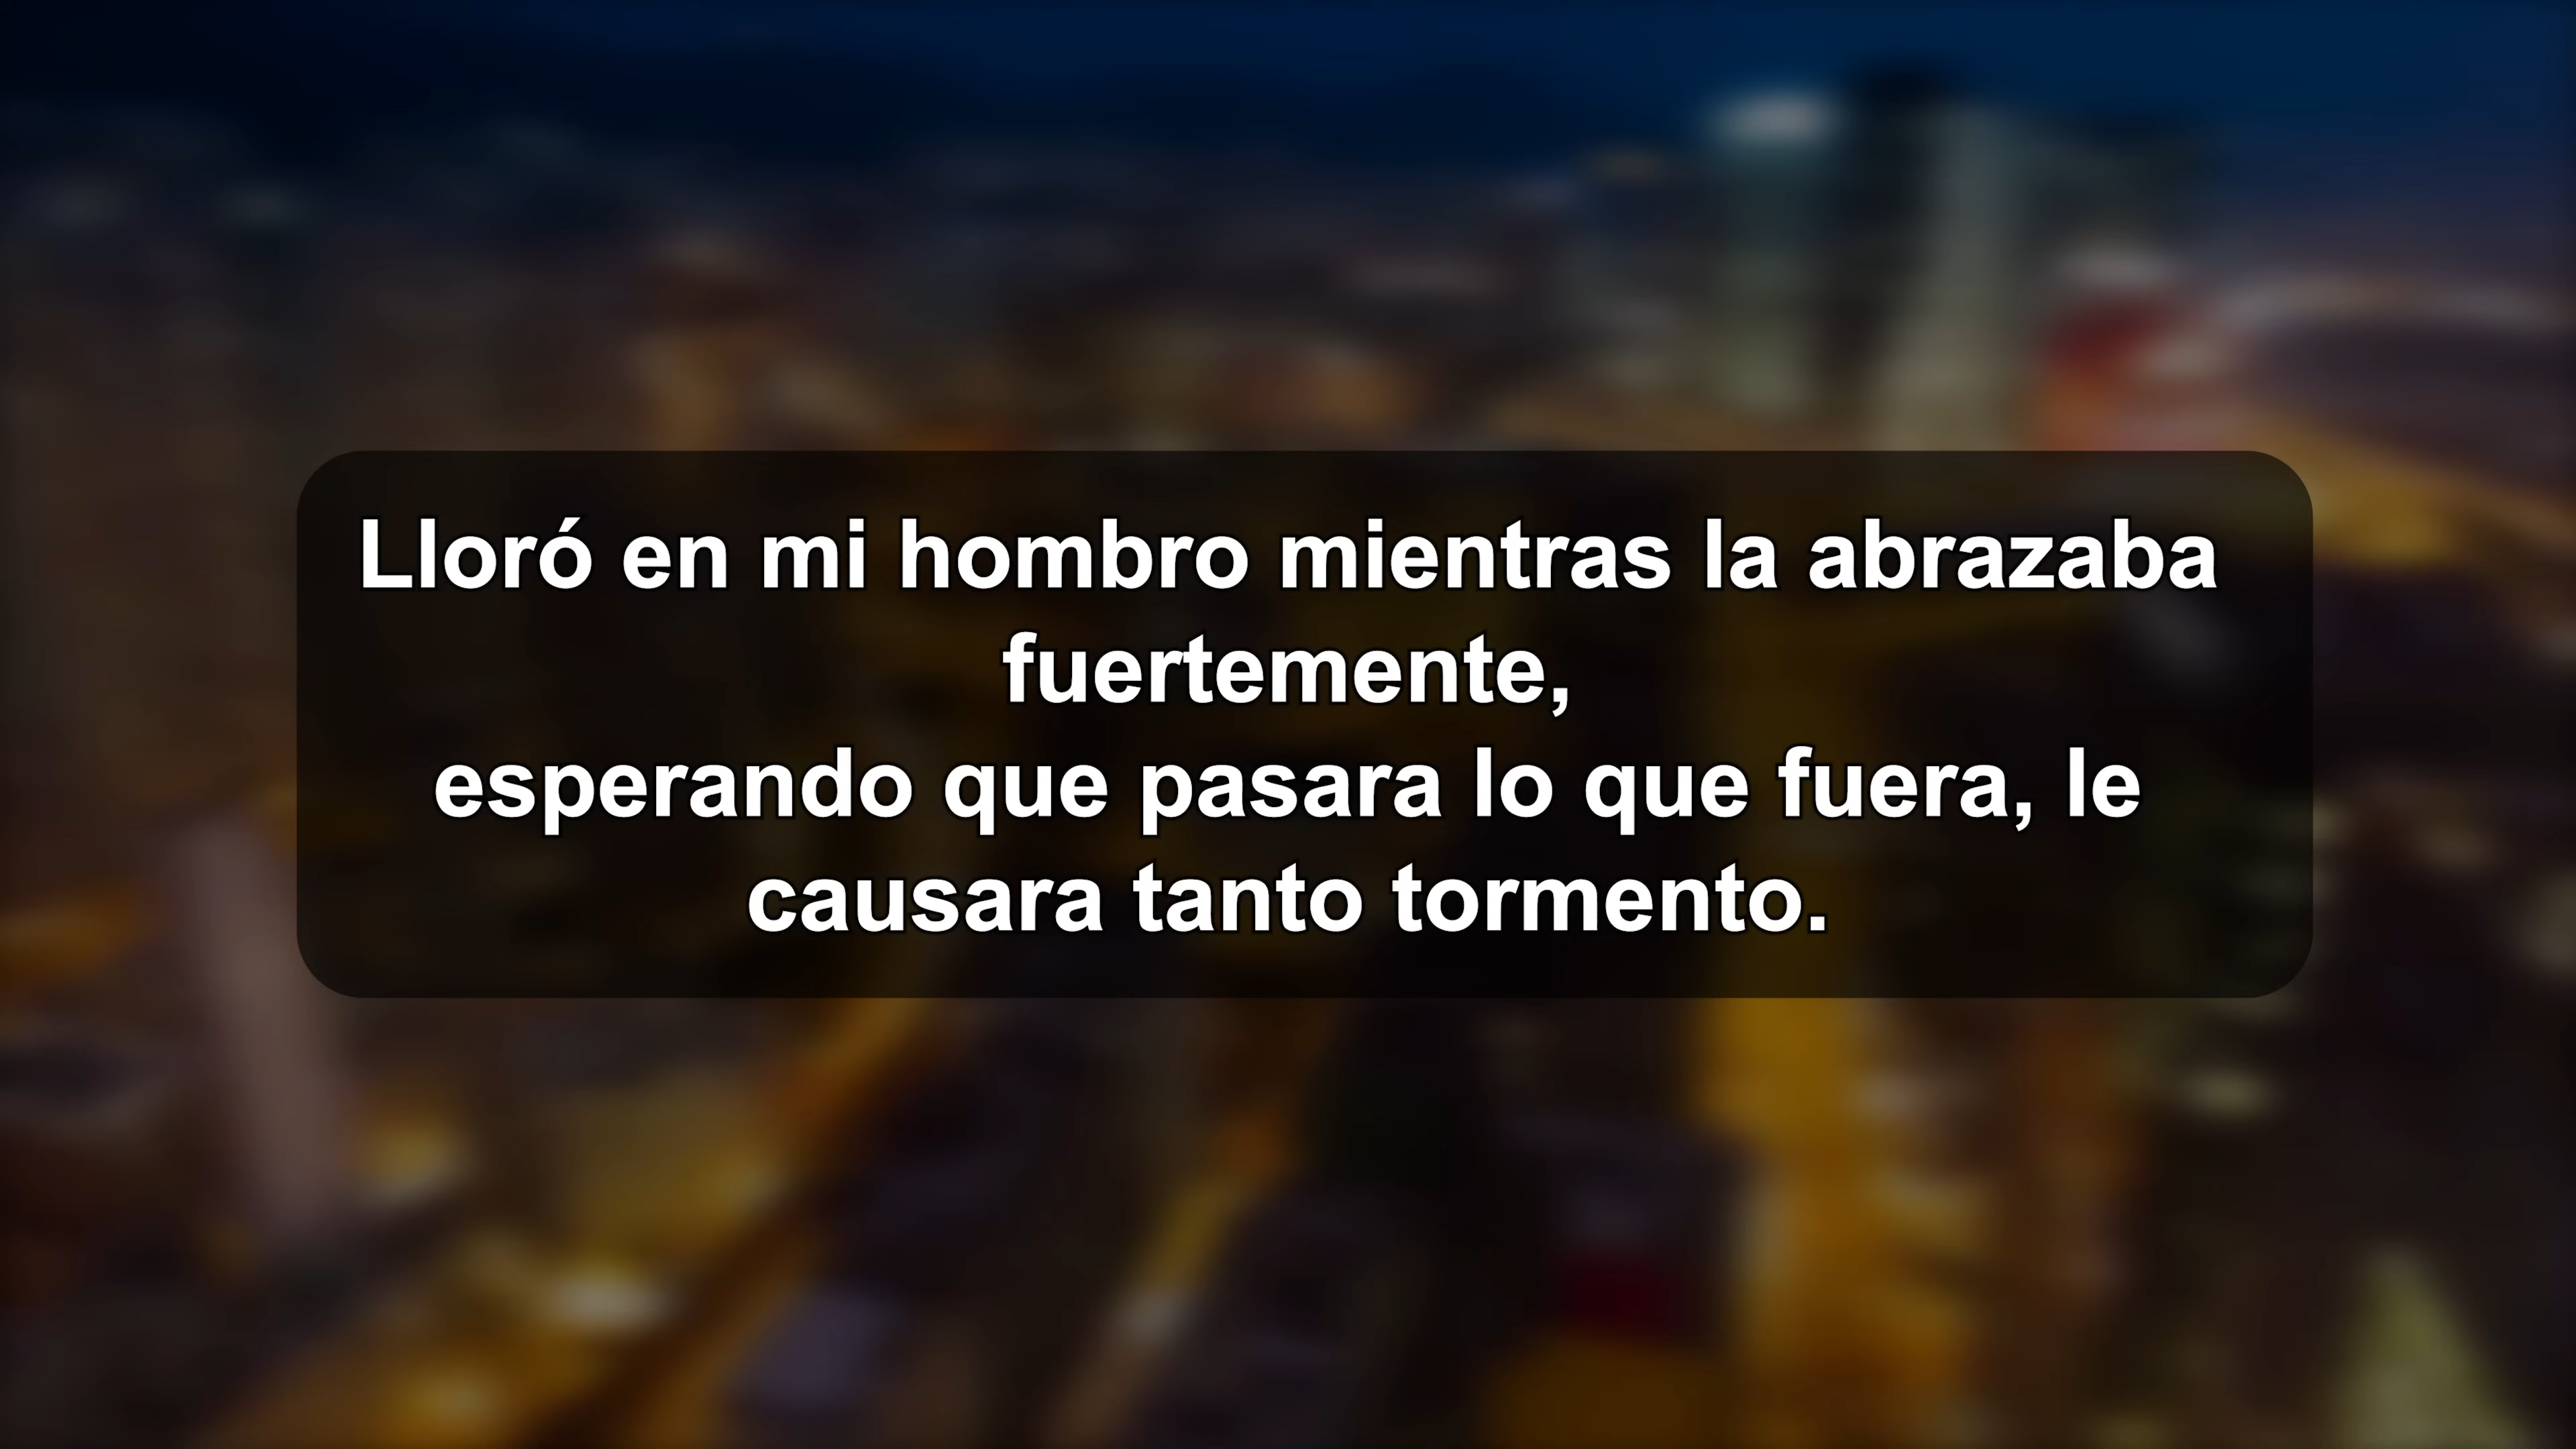 Lloró en mi hombro mientras la abrazaba
fuertemente,
esperando que pasara lo que fuera, le
causara tanto tormento.